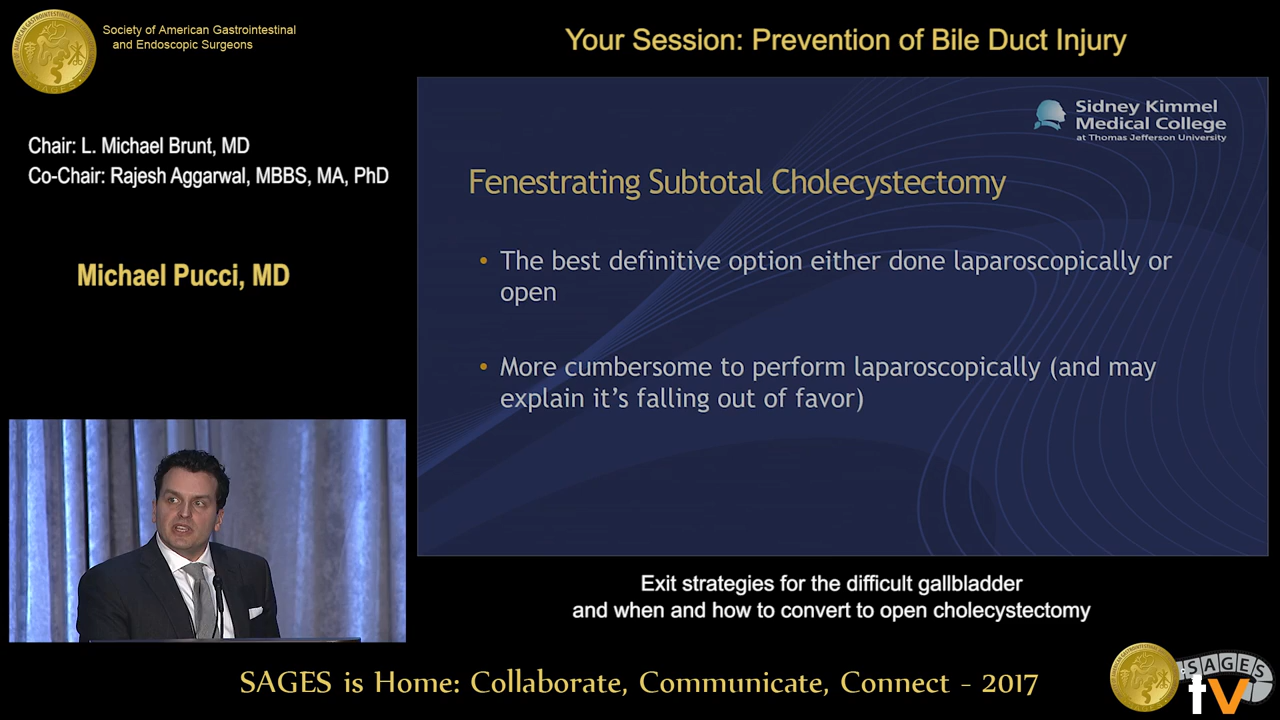 Society of American Gastrointestinal
and Endoscopic Surgeons
Your Session: Prevention of Bile Duct Injury
Chair: L. Michael Brunt, MD
Co-Chair: Rajesh Aggarwal, MBBS, MA, PhD
Michael Pucci, MD
Sidney Kimmel
Medical College
at Thomas Jefferson University
Fenestrating Subtotal Cholecystectomy
• The best definitive option either done laparoscopically or
open
• More cumbersome to perform laparoscopically (and may
explain it's falling out of favor)
Exit strategies for the difficult gallbladder
and when and how to convert to open cholecystectomy
SAGES is Home: Collaborate, Communicate, Connect - 2017
SAGES
tv